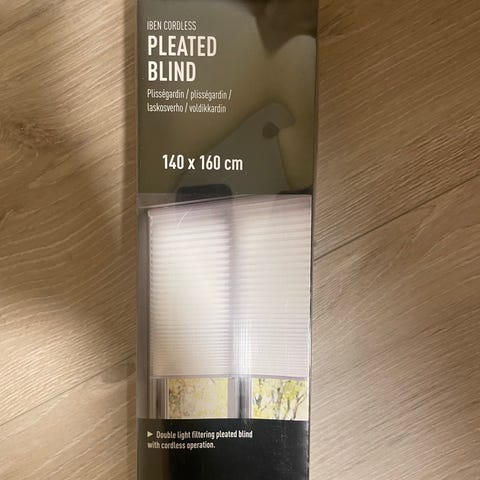 IBEN CORDLESS
PLEATED
BLIND
Plisségardin / plisségardin /
laskosverho / voldikkardin
140 x 160 cm
► Double light filtering pleated blind
with cordless operation.